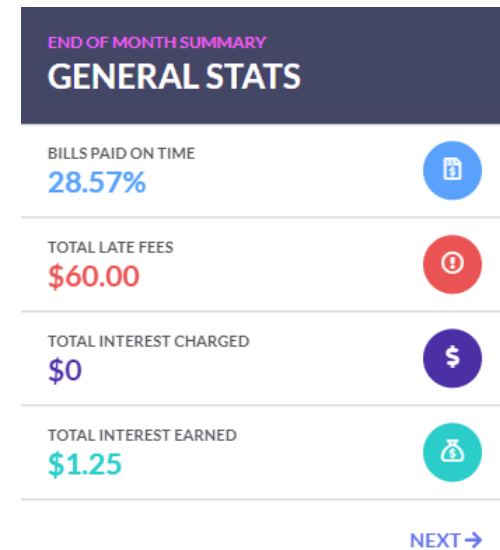 END OF MONTH SUMMARY
GENERAL STATS
BILLS PAID ON TIME
28.57%
TOTAL LATE FEES
$60.00
TOTAL INTEREST CHARGED
$0
TOTAL INTEREST EARNED
$1.25
NEXT →